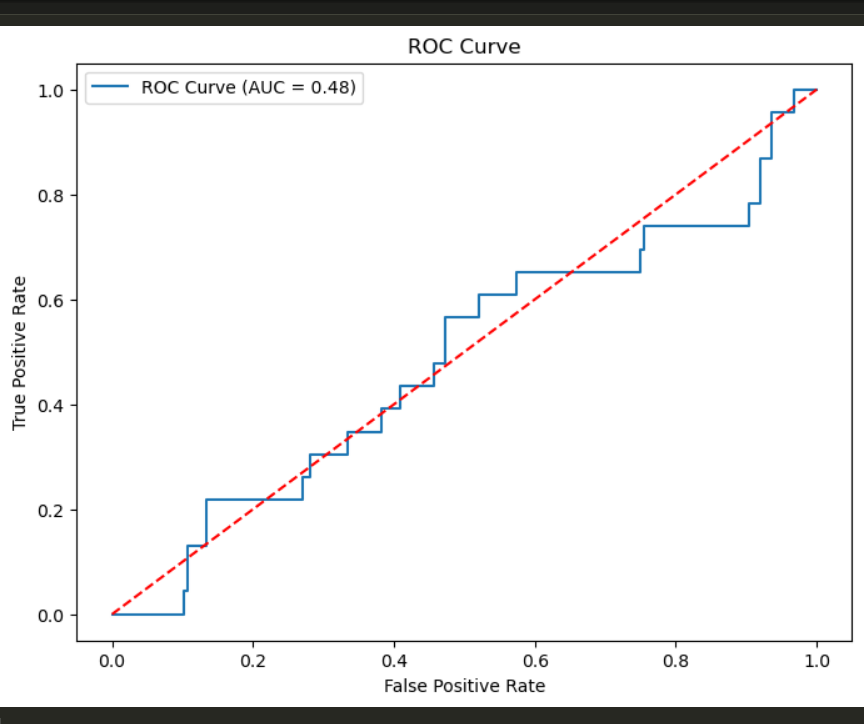 ROC Curve
ROC Curve (AUC = 0.48)
True Positive Rate
1.0
0.8
0.6
0.4
0.2
0.0
0.0 0.2 0.4 0.6 0.8 1.0
False Positive Rate